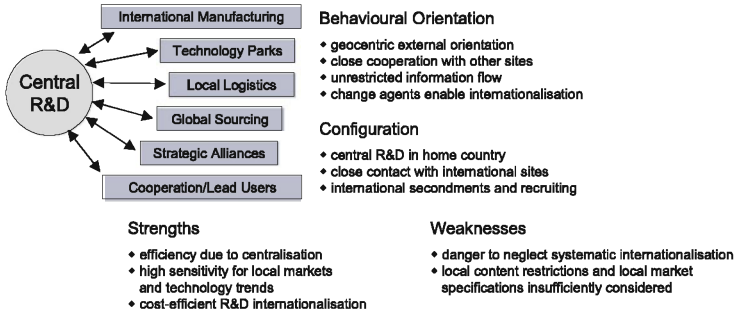 International Manufacturing
Technology Parks
Central
R&D
Local Logistics
Global Sourcing
Strategic Alliances
Cooperation/Lead Users
Behavioural Orientation
◆ geocentric external orientation
◆ close cooperation with other sites
◆ unrestricted information flow
◆ change agents enable internationalisation
Configuration
◆ central R&D in home country
◆ close contact with international sites
◆ international secondments and recruiting
Strengths
◆ efficiency due to centralisation
◆ high sensitivity for local markets
and technology trends
◆ cost-efficient R&D internationalisation
Weaknesses
◆ danger to neglect systematic internationalisation
◆ local content restrictions and local market
specifications insufficiently considered